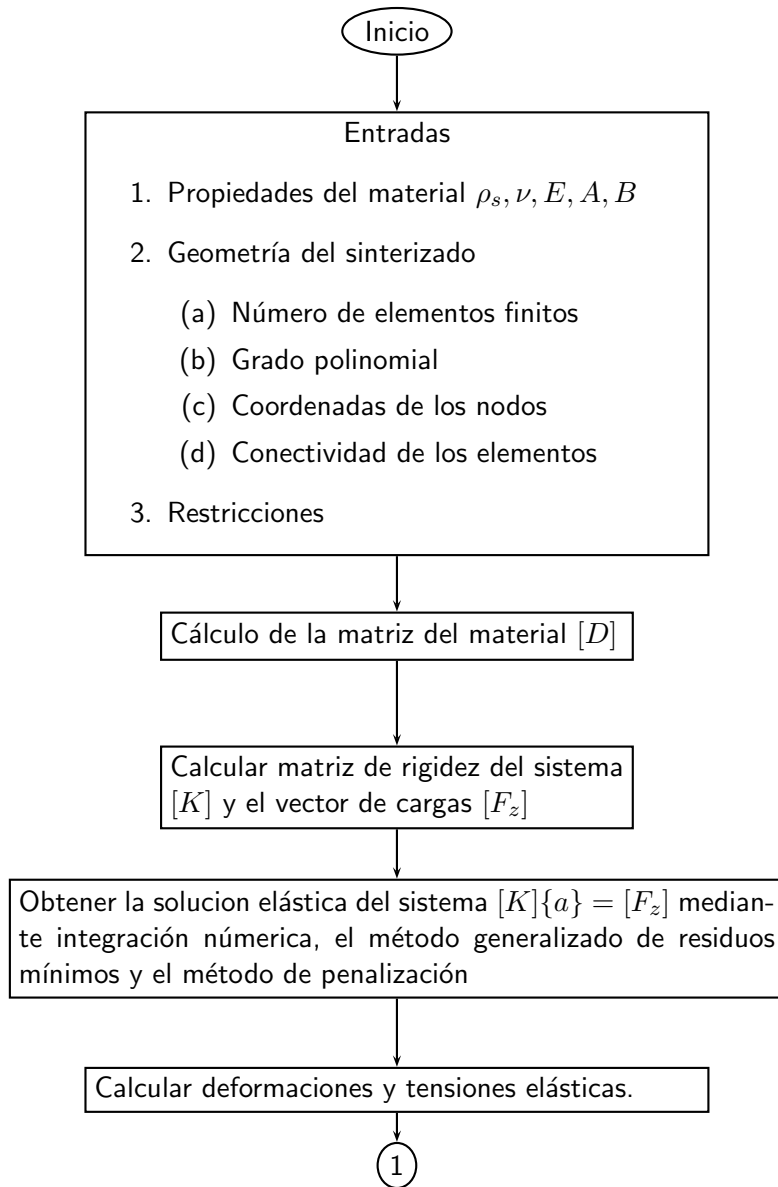 Inicio
Entradas
1. Propiedades del material ρ_s, ν, E, A, B
2. Geometría del sinterizado
(a) Número de elementos finitos
(b) Grado polinomial
(c) Coordenadas de los nodos
(d) Conectividad de los elementos
3. Restricciones
Cálculo de la matriz del material [D]
Calcular matriz de rigidez del sistema
[K] y el vector de cargas [F_z]
Obtener la solucion elástica del sistema [K]{a} = [F_z] median-
te integración númerica, el método generalizado de residuos
mínimos y el método de penalización
Calcular deformaciones y tensiones elásticas.
1